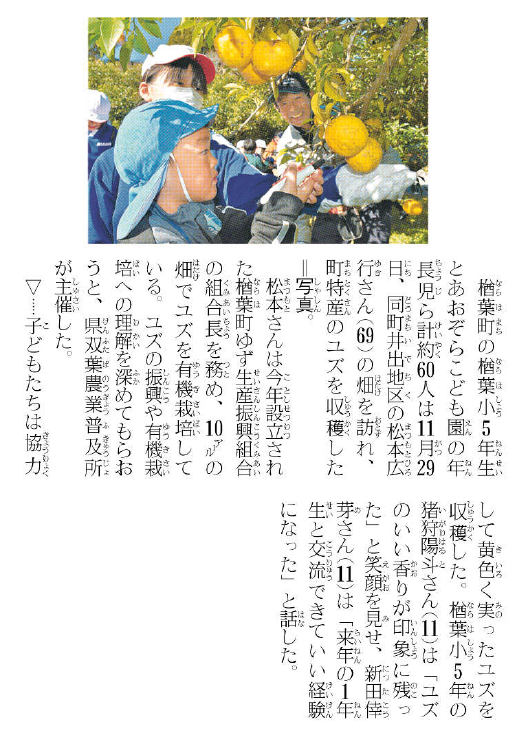 楢葉町の楢葉小5年生
とあおぞらこども園の年
長児ら計約60人は11月29
日、同町井出地区の松本広
行さん(69)の畑を訪れ、
町特産のユズを収穫した
=写真。
松本さんは今年設立され
た楢葉町ゆず生産振興組合
の組合長を務め、10アールの
畑でユズを有機栽培して
いる。ユズの振興や有機栽
培への理解を深めてもらお
うと、県双葉農業普及所
が主催した。
▽……子どもたちは協力
して黄色く実ったユズを
収穫した。楢葉小5年の
猪狩陽斗さん(11)は「ユズ
のいい香りが印象に残っ
た」と笑顔を見せ、新田倖
芽さん(11)は「来年の1年
生と交流できていい経験
になった」と話した。